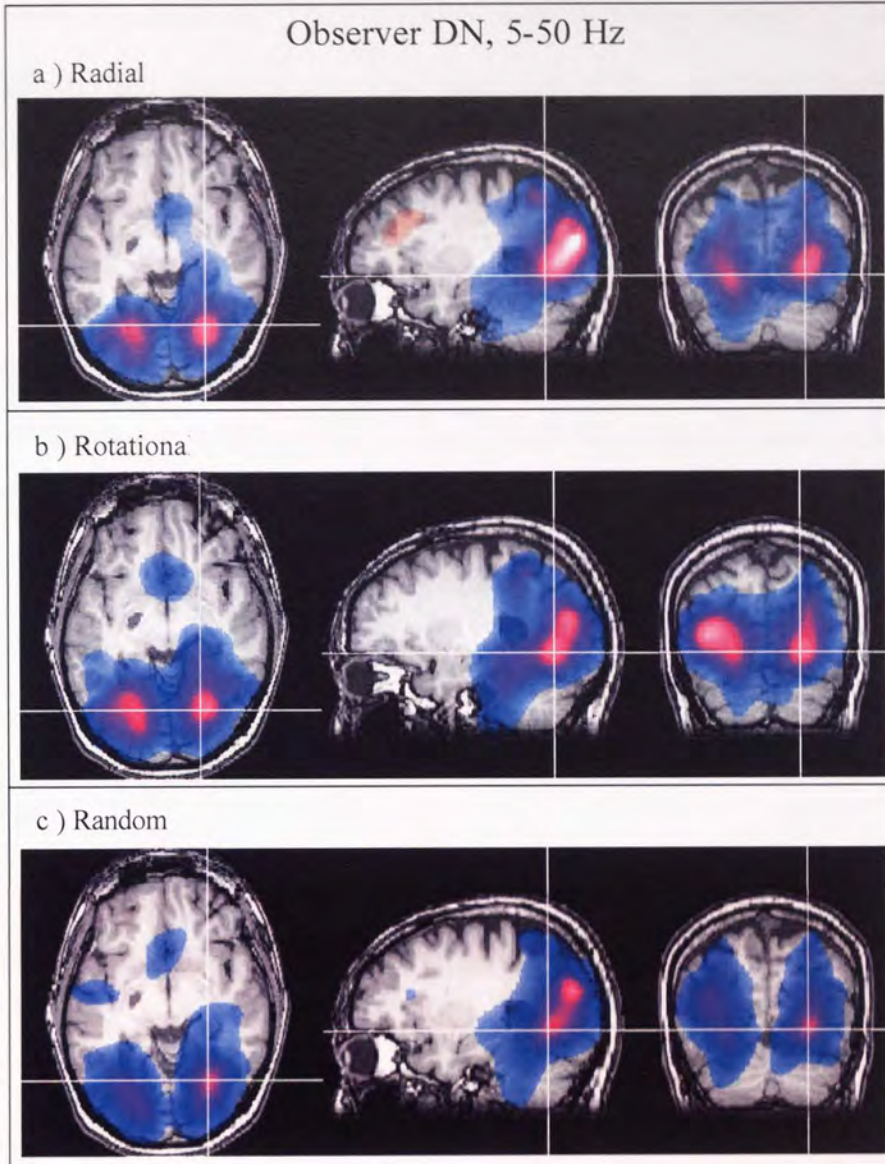 Observer DN, 5-50 Hz
a ) Radial
b ) Rotationa
c ) Random